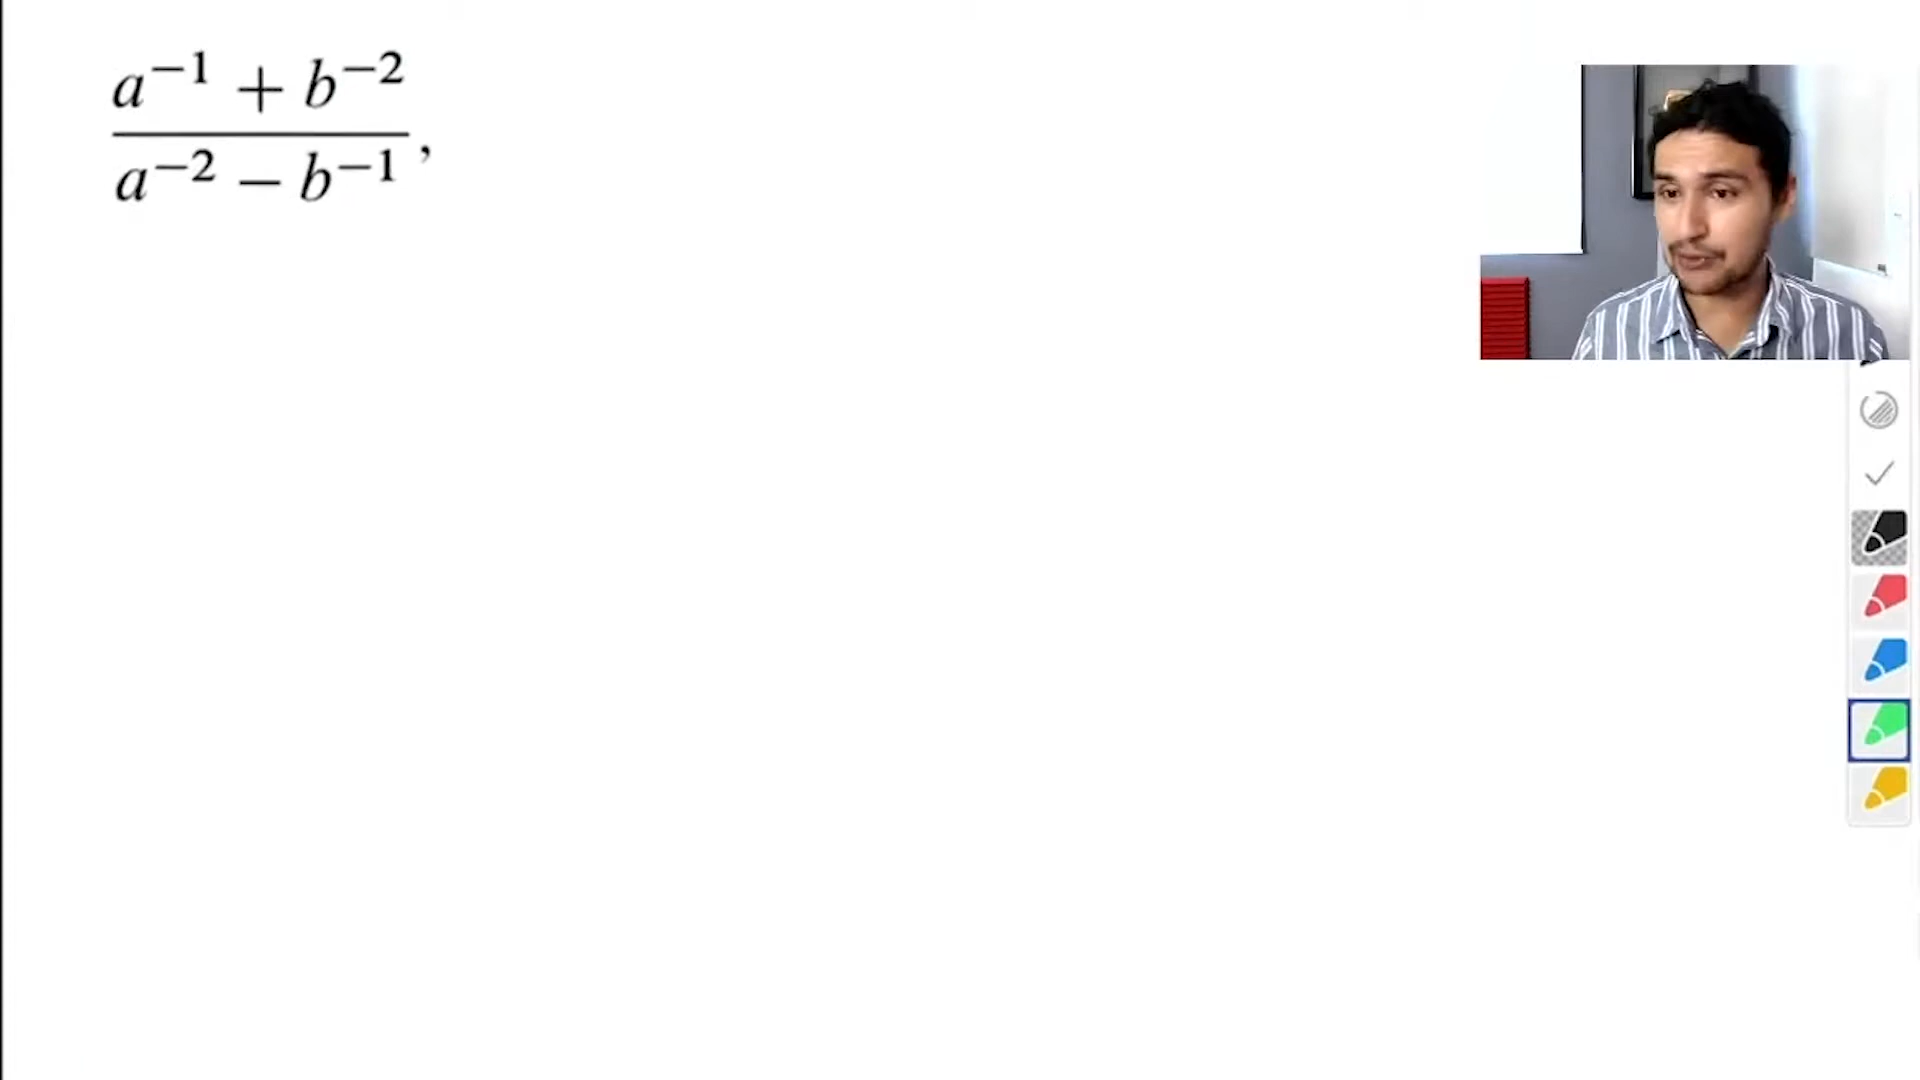 a⁻¹ + b⁻²
a⁻² − b⁻¹ ,